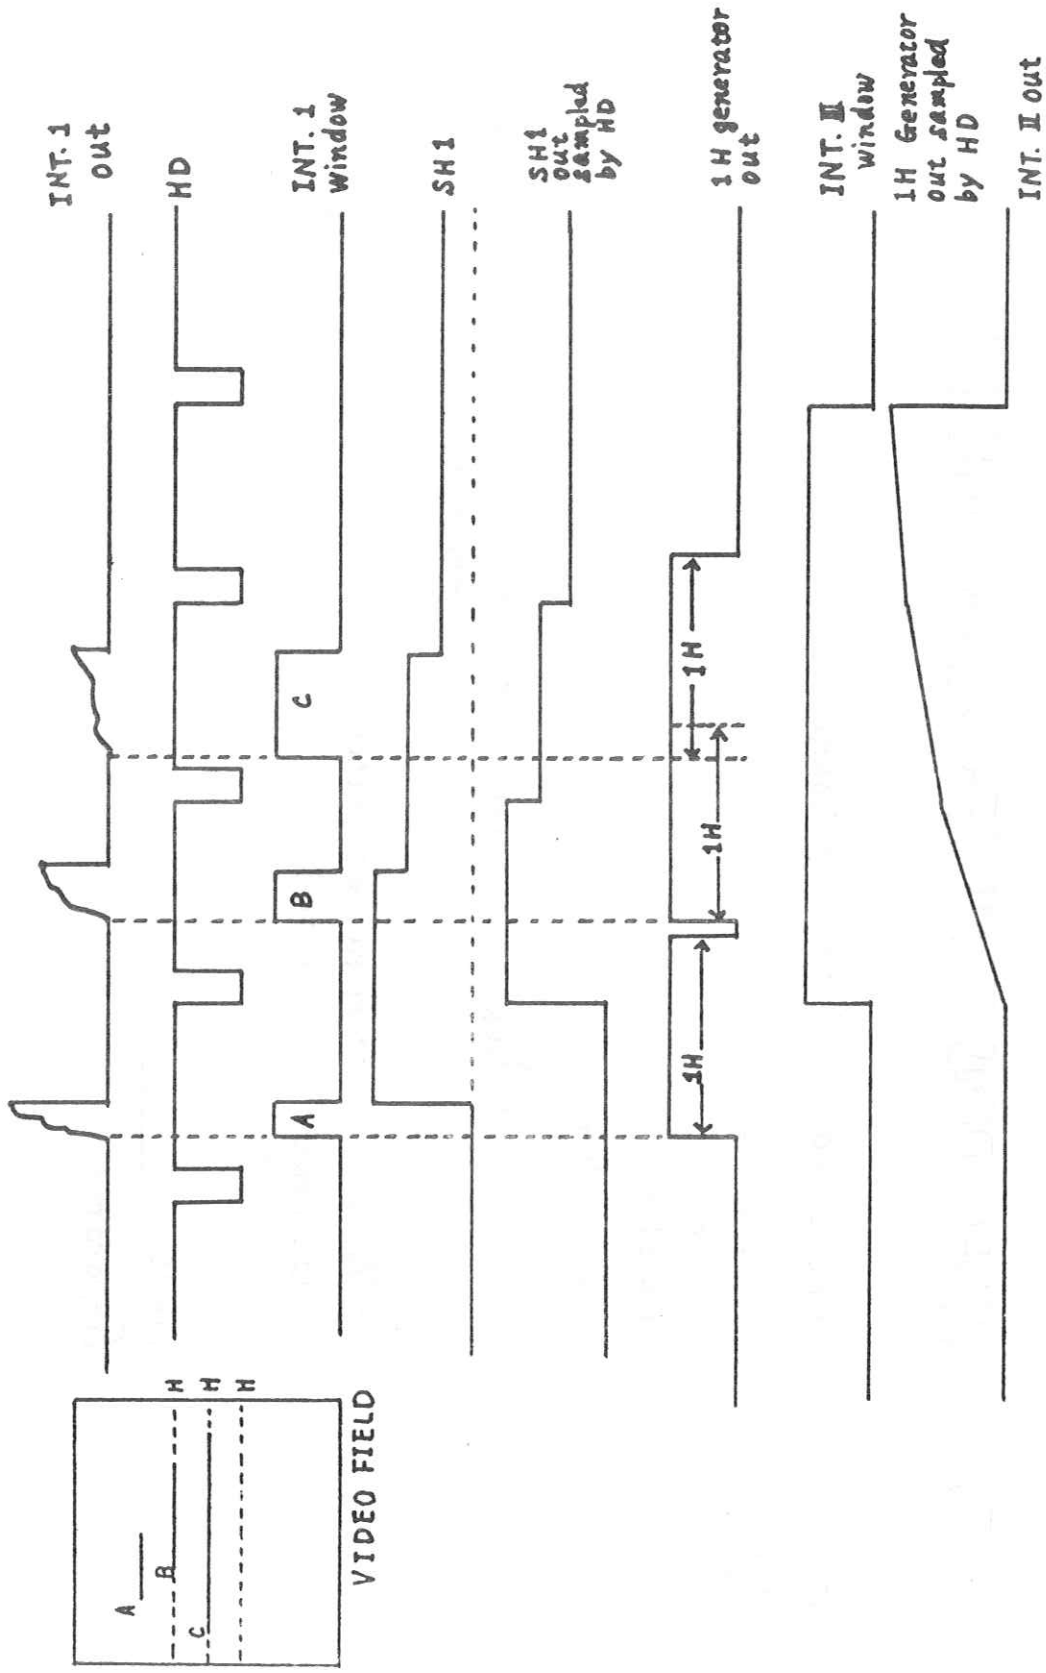 INT. 1
out
HD
INT. 1
window
SH1
SH1
out
sampled
by HD
1H generator
out
INT. III
window
1H Generator
out sampled
by HD
INT. II out
A
B
C
1H
1H
1H
A
B
C
H
H
H
VIDEO FIELD